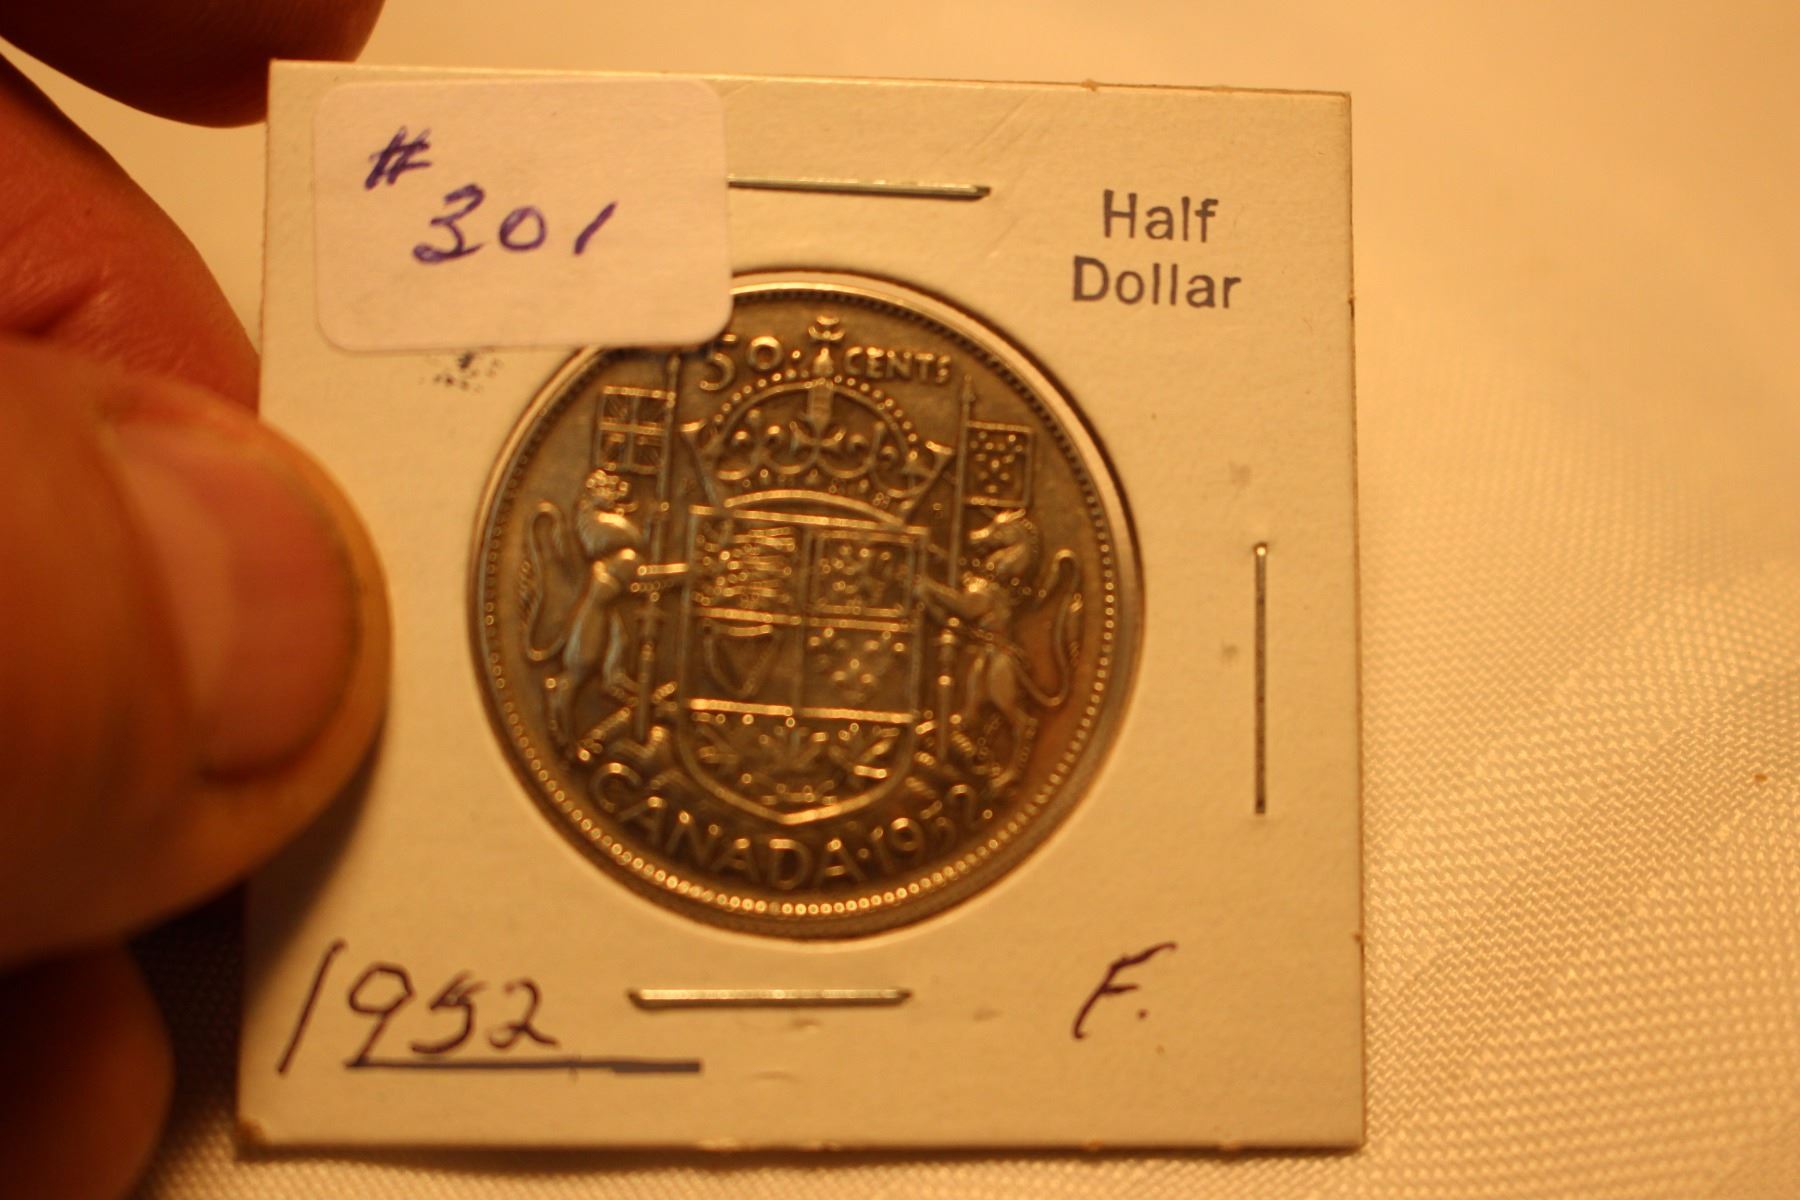 # 301
Half
Dollar
50 CENTS
CANADA·1952
1952
F.